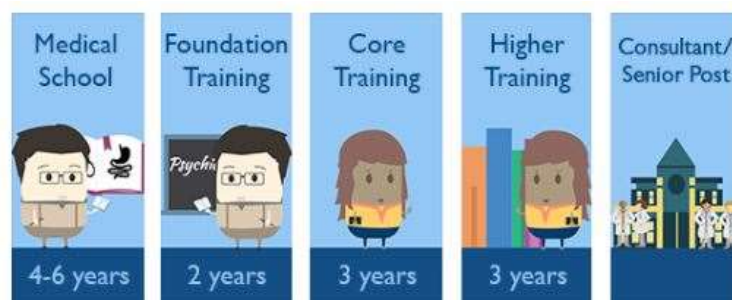 Medical
School
4-6 years
Foundation
Training
2 years
Core
Training
3 years
Higher
Training
3 years
Consultant/
Senior Post